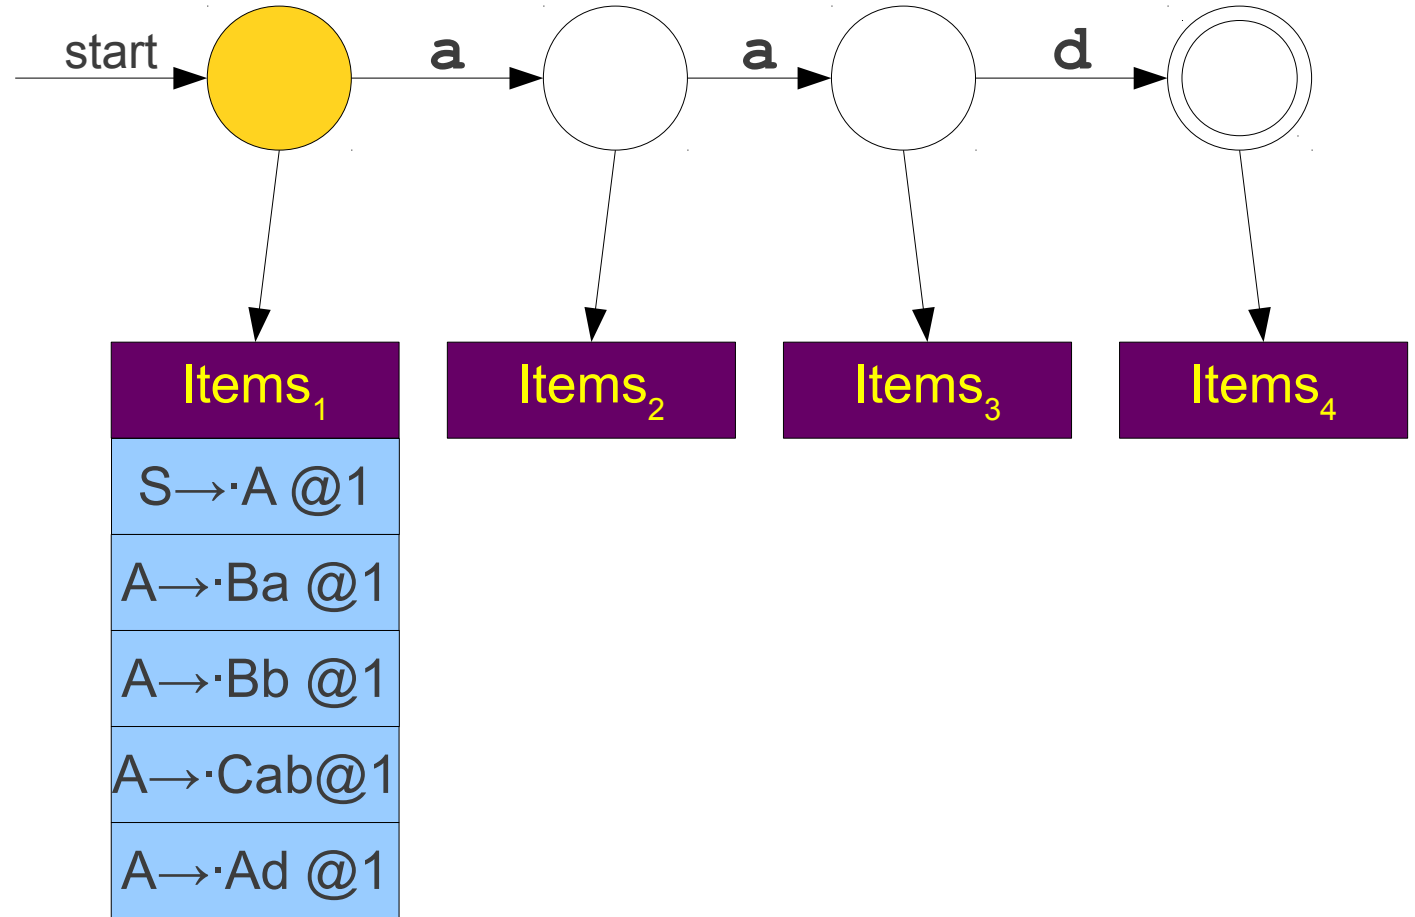 start a a d
Items₁ Items₂ Items₃ Items₄
S→·A @1
A→·Ba @1
A→·Bb @1
A→·Cab@1
A→·Ad @1